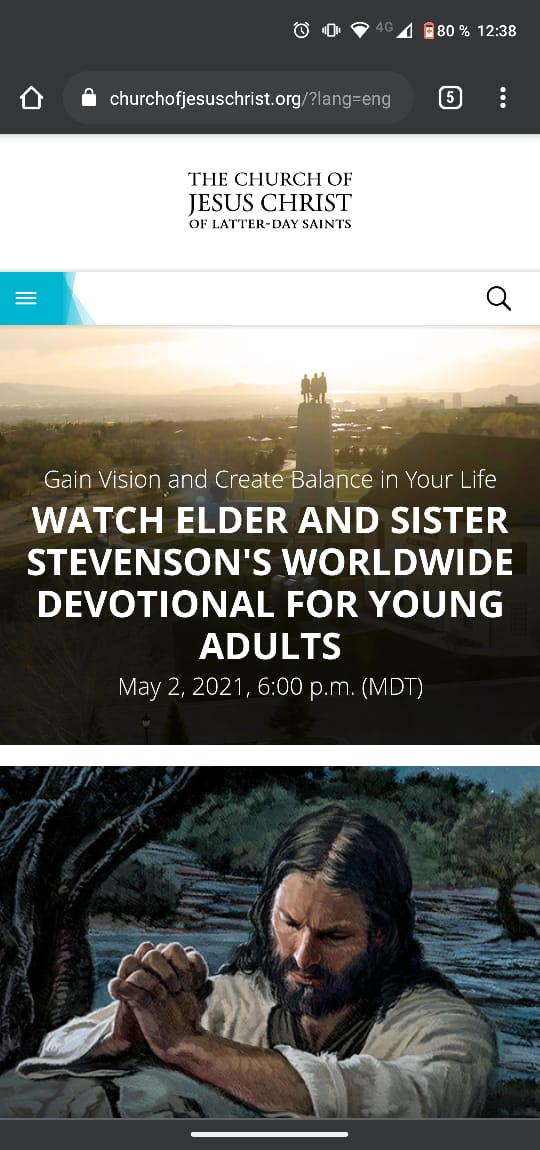 4G 80 % 12:38
churchofjesuschrist.org/?lang=eng 5
THE CHURCH OF
JESUS CHRIST
OF LATTER-DAY SAINTS
Gain Vision and Create Balance in Your Life
WATCH ELDER AND SISTER
STEVENSON'S WORLDWIDE
DEVOTIONAL FOR YOUNG
ADULTS
May 2, 2021, 6:00 p.m. (MDT)